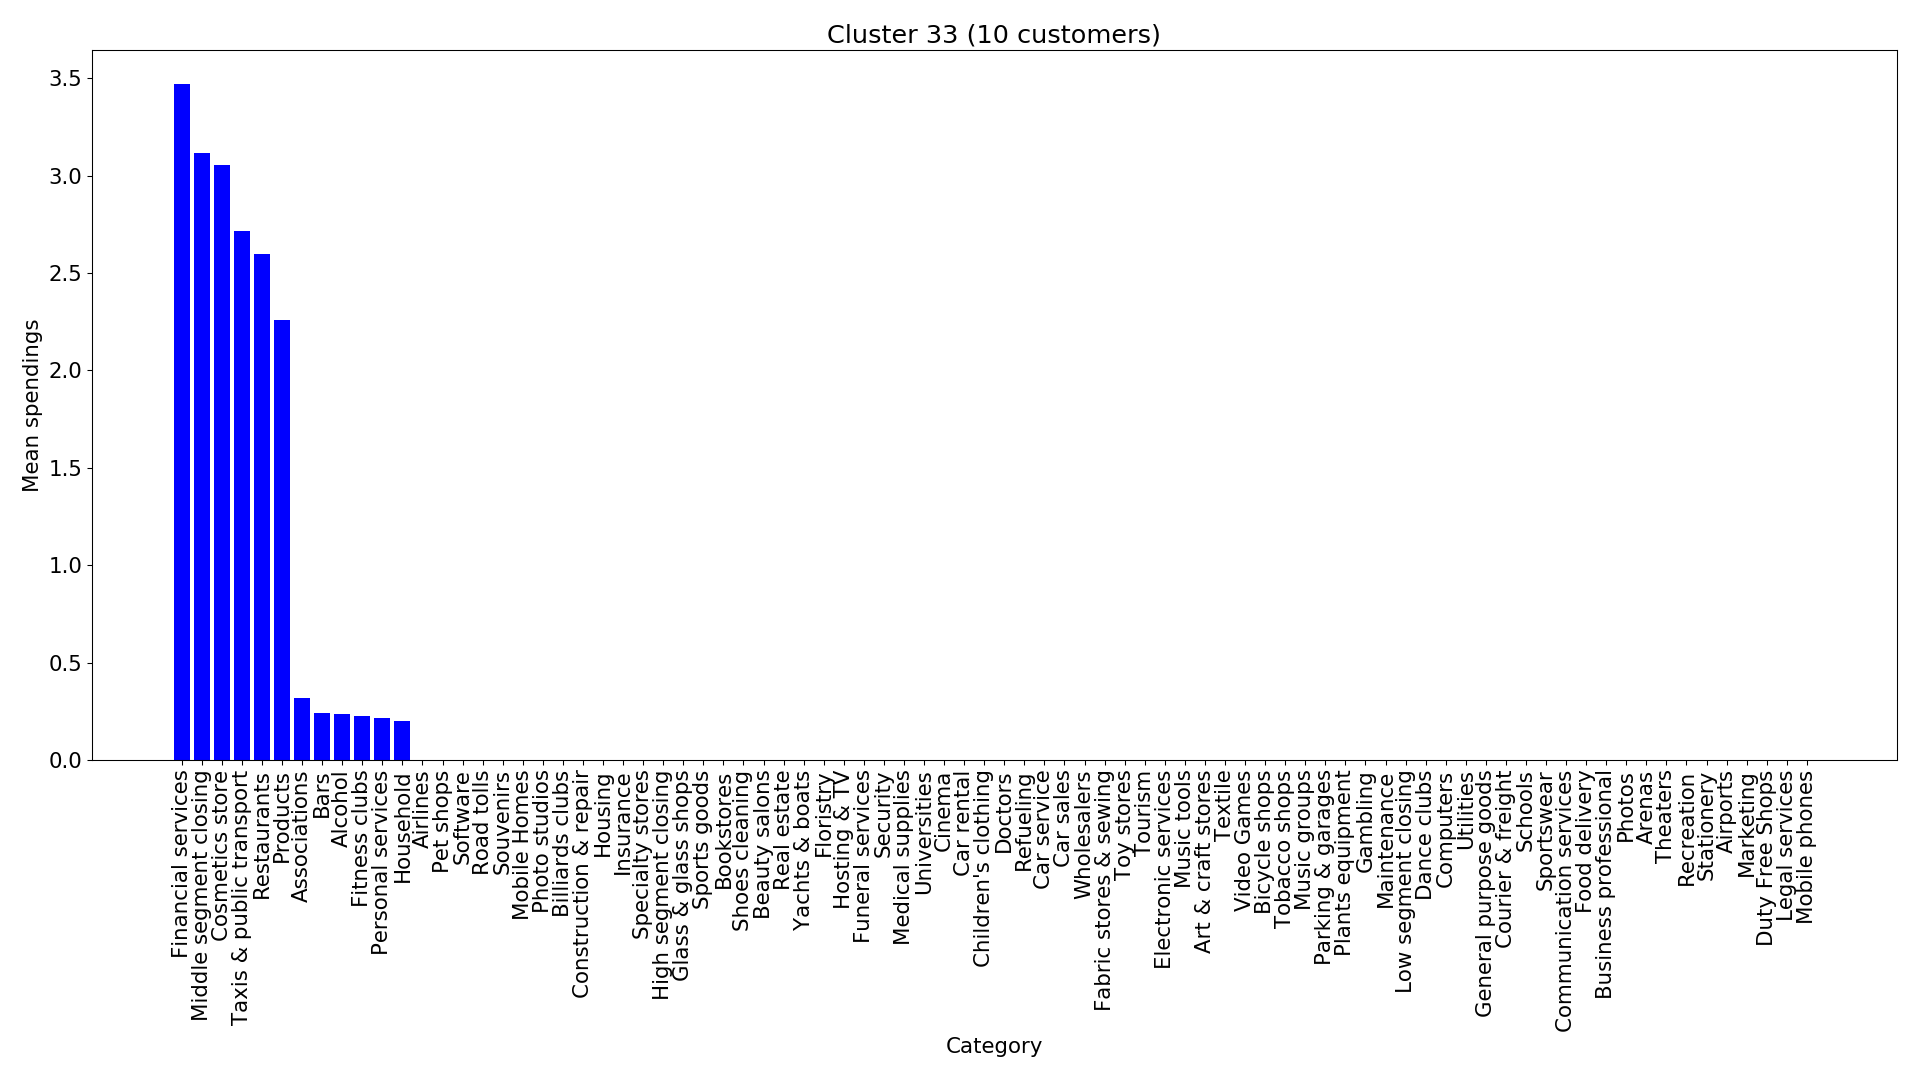 Cluster 33 (10 customers)
3.5
3.0
2.5
2.0
1.5
1.0
0.5
0.0
Mean spendings
Financial services
Middle segment closing
Cosmetics store
Taxis & public transport
Restaurants
Products
Associations
Bars
Alcohol
Fitness clubs
Personal services
Household
Airlines
Pet shops
Software
Road tolls
Souvenirs
Mobile Homes
Photo studios
Billiards clubs
Construction & repair
Housing
Insurance
Specialty stores
High segment closing
Glass & glass shops
Sports goods
Bookstores
Shoes cleaning
Beauty salons
Real estate
Yachts & boats
Floristry
Hosting & TV
Funeral services
Security
Medical supplies
Universities
Cinema
Car rental
Children's clothing
Doctors
Refueling
Car service
Car sales
Wholesalers
Fabric stores & sewing
Toy stores
Tourism
Electronic services
Music tools
Art & craft stores
Textile
Video Games
Bicycle shops
Tobacco shops
Music groups
Parking & garages
Plants equipment
Gambling
Maintenance
Low segment closing
Dance clubs
Computers
Utilities
General purpose goods
Courier & freight
Schools
Sportswear
Communication services
Food delivery
Business professional
Photos
Arenas
Theaters
Recreation
Stationery
Airports
Marketing
Duty Free Shops
Legal services
Mobile phones
Category